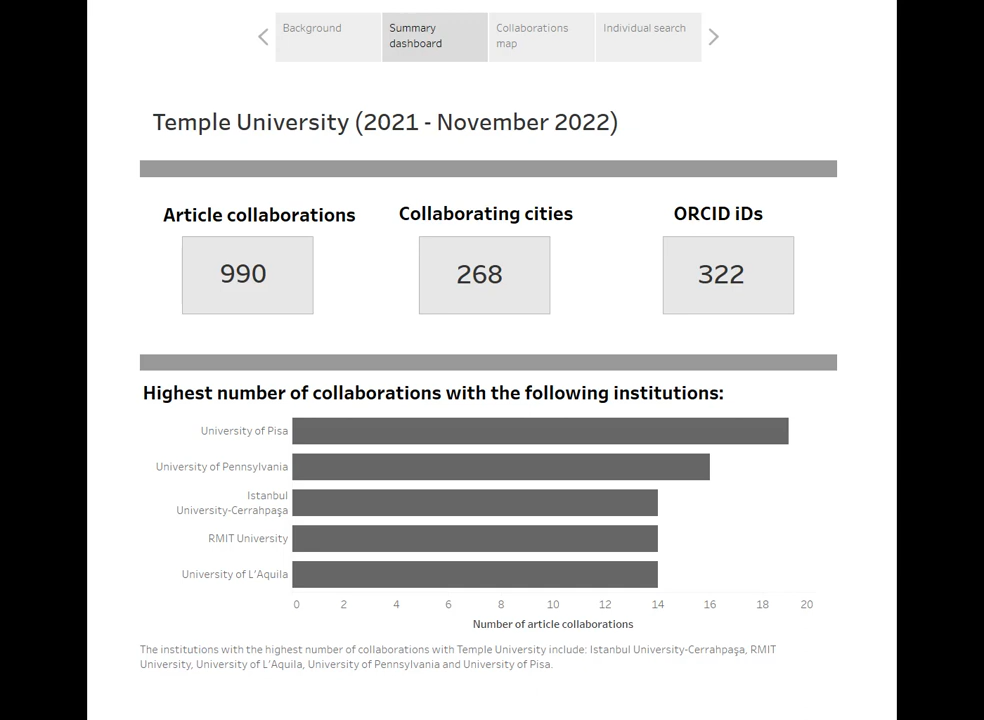 Background
Summary
dashboard
Collaborations
map
Individual search
Temple University (2021 - November 2022)
Article collaborations
Collaborating cities
ORCID iDs
990
268
322
Highest number of collaborations with the following institutions:
University of Pisa
University of Pennsylvania
Istanbul
University-Cerrahpaşa
RMIT University
University of L’Aquila
0 2 4 6 8 10 12 14 16 18 20
Number of article collaborations
The institutions with the highest number of collaborations with Temple University include: Istanbul University-Cerrahpaşa, RMIT
University, University of L’Aquila, University of Pennsylvania and University of Pisa.